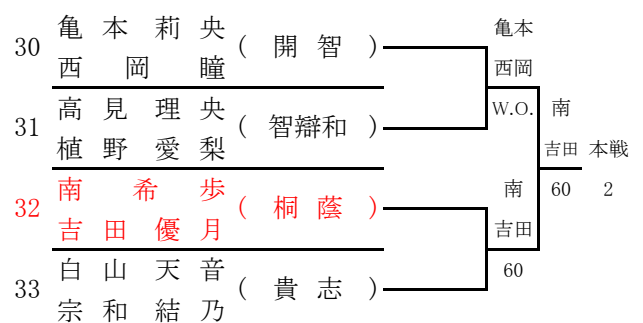 30 亀本莉央 西岡瞳 ( 開智 )
31 高見理央 植野愛梨 ( 智辯和 )
32 南希歩 吉田優月 ( 桐蔭 )
33 白山天音 宗和結乃 ( 貴志 )
亀本
西岡
W.O.
南
吉田
60
南
吉田
60
本戦
2